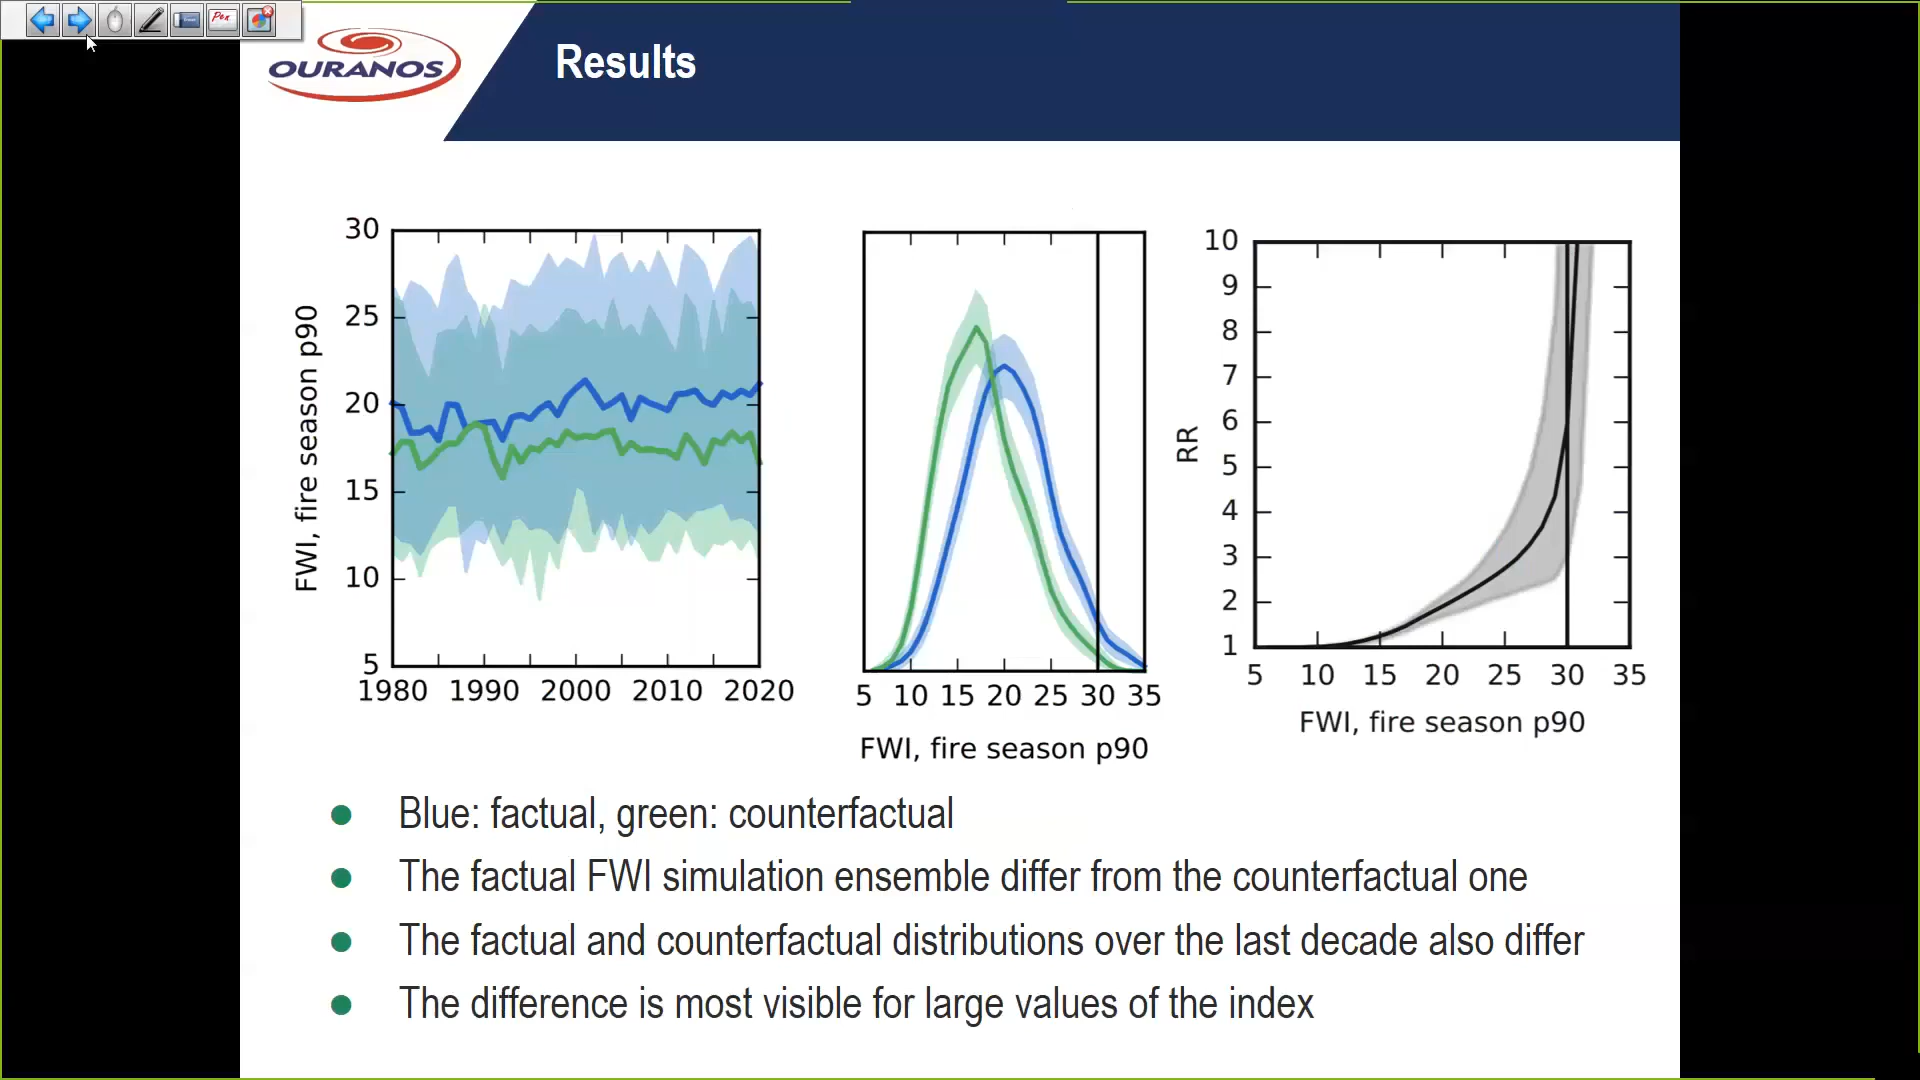 Pen
OURANOS
Results
30
25
20
15
10
5
1980 1990 2000 2010 2020
FWI, fire season p90
5 10 15 20 25 30 35
FWI, fire season p90
10
9
8
7
6
5
4
3
2
1
RR
5 10 15 20 25 30 35
FWI, fire season p90
Blue: factual, green: counterfactual
The factual FWI simulation ensemble differ from the counterfactual one
The factual and counterfactual distributions over the last decade also differ
The difference is most visible for large values of the index